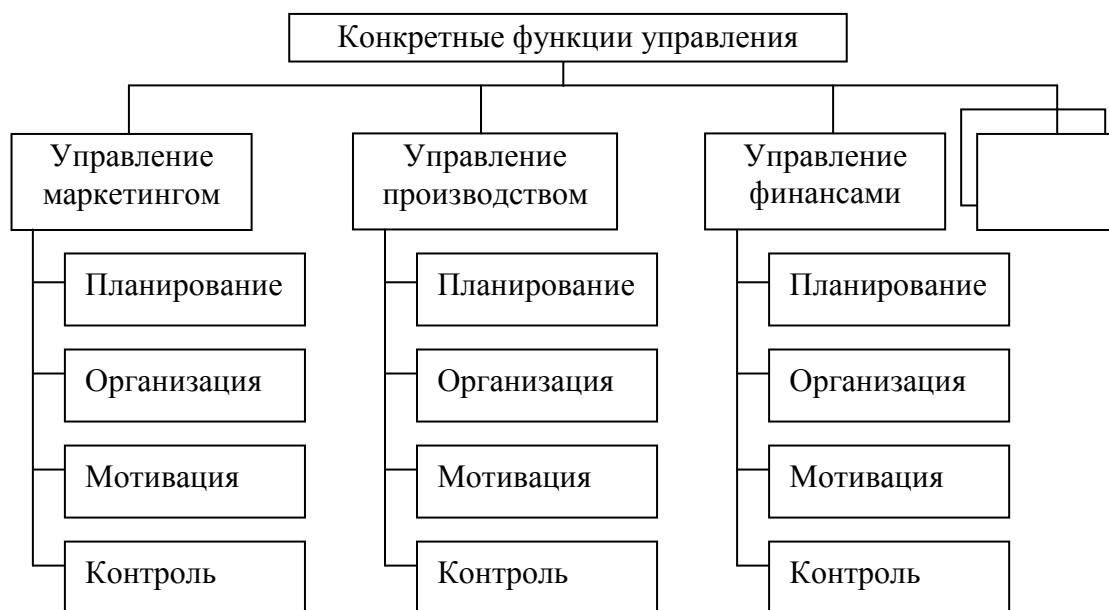 Конкретные функции управления
Управление
маркетингом
Управление
производством
Управление
финансами
Планирование
Планирование
Планирование
Организация
Организация
Организация
Мотивация
Мотивация
Мотивация
Контроль
Контроль
Контроль